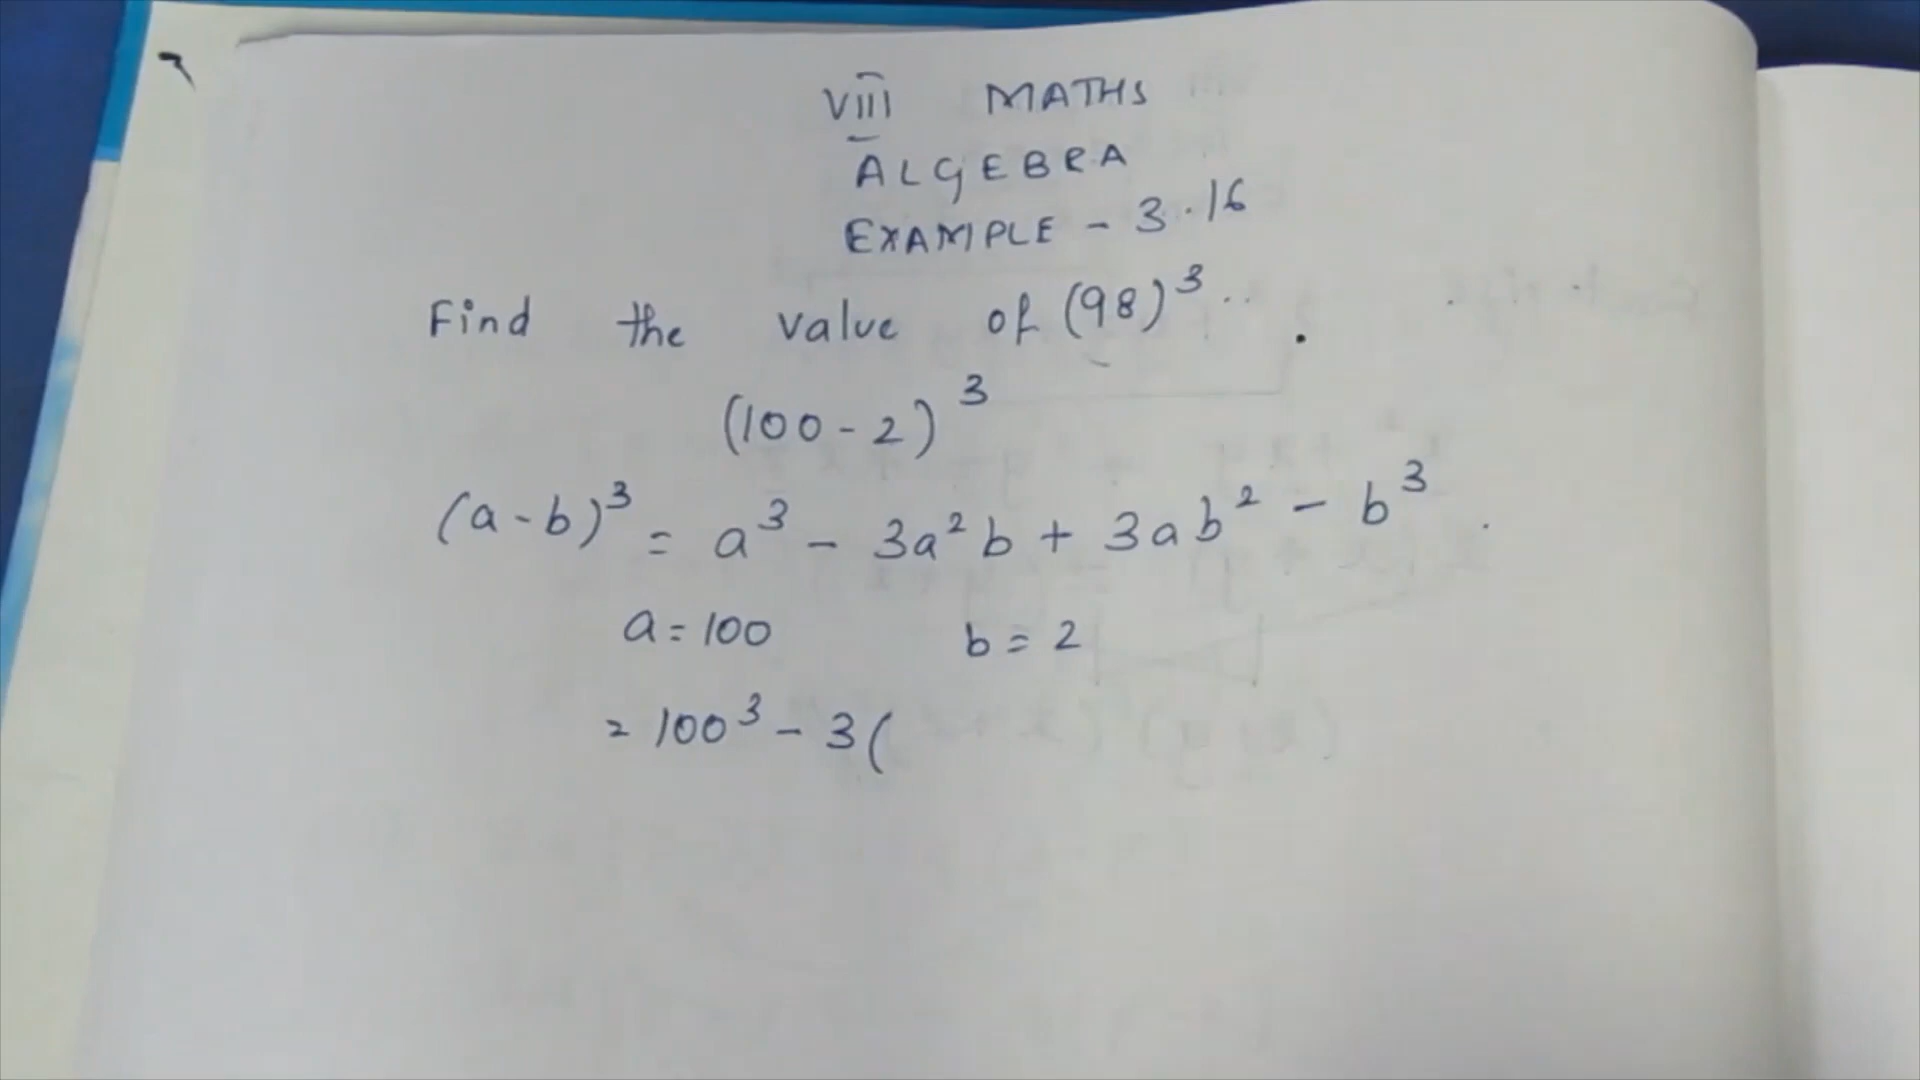 VIII MATHS
ALGEBRA
EXAMPLE - 3.16
Find the value of (98)³..
(100-2)³
(a-b)³ = a³ - 3a²b + 3ab² - b³.
a=100 b=2
= 100³ - 3(